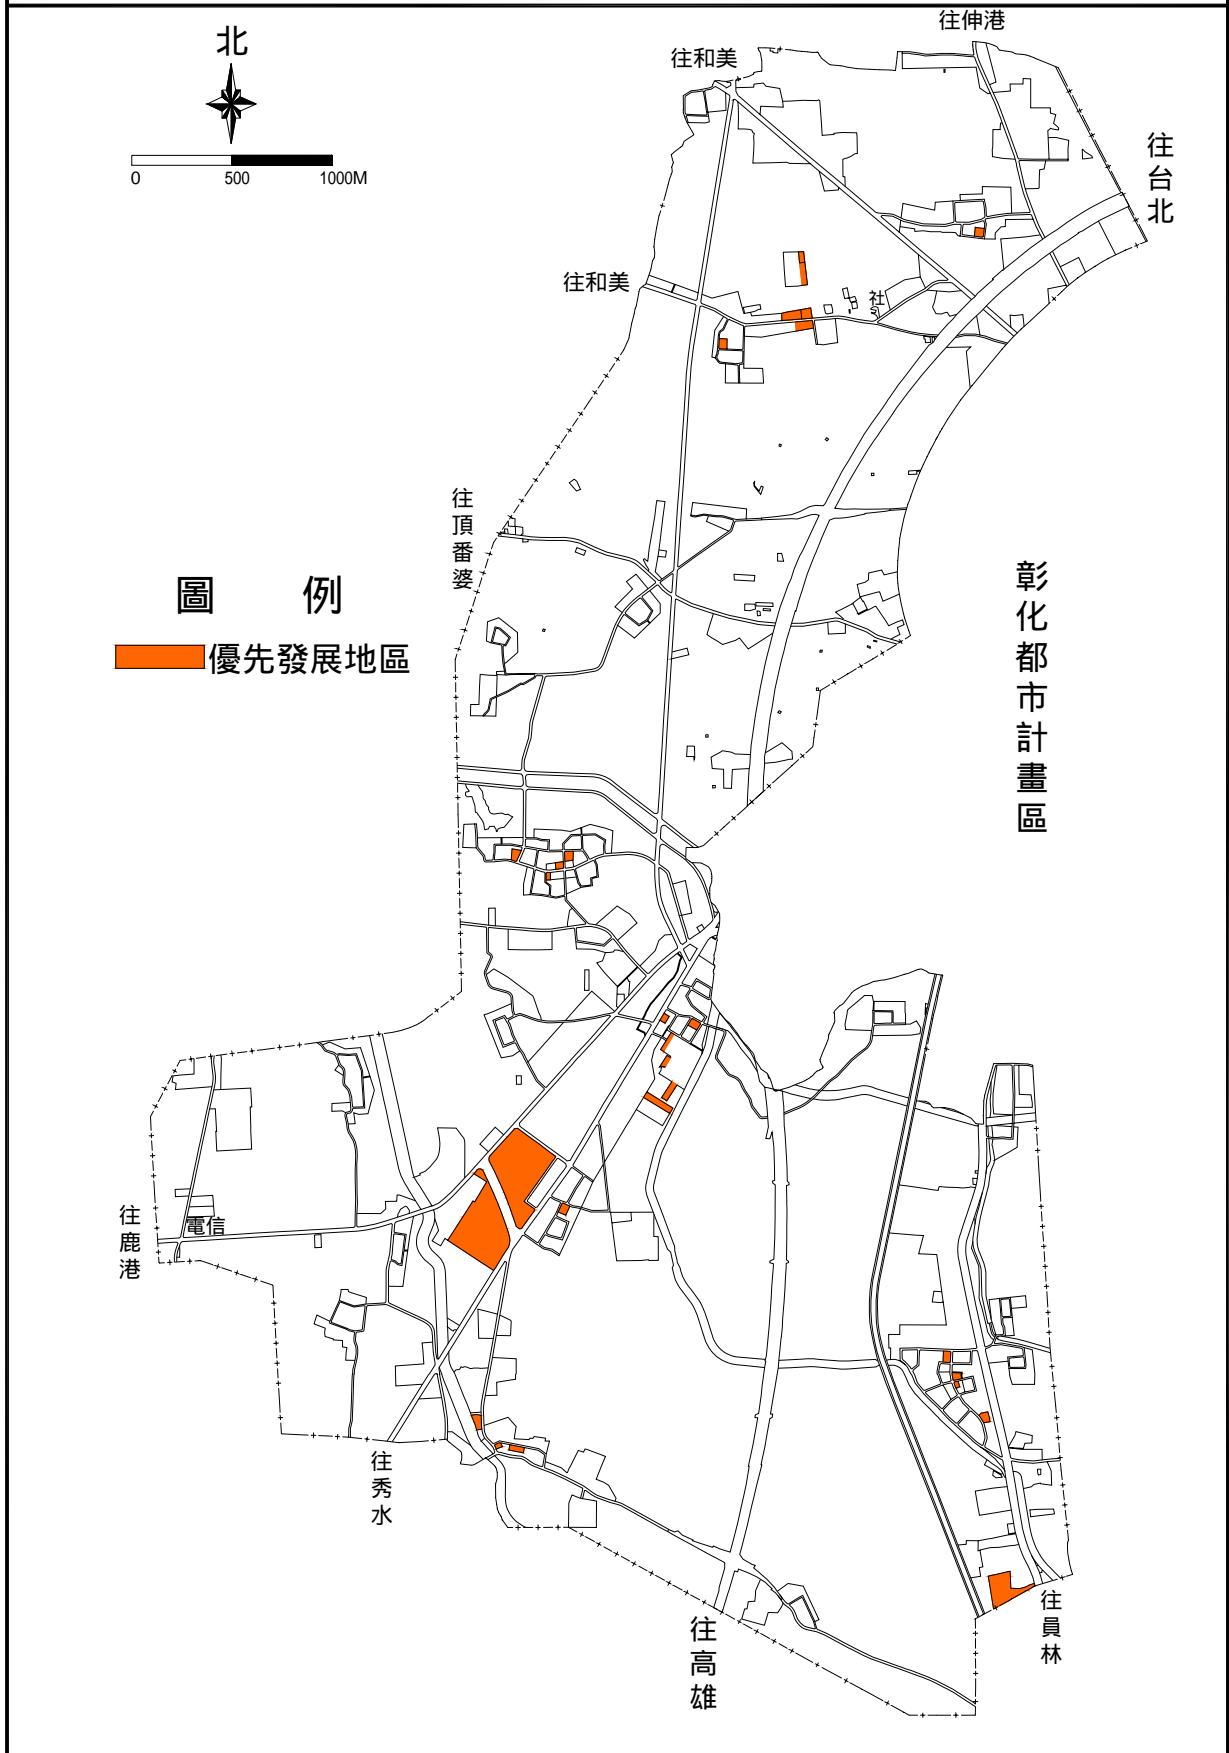 往伸港
北
往和美
往台北
0 500 1000M
往和美
社
往頂番婆
彰化都市計畫區
圖 例
優先發展地區
往鹿港
電信
往秀水
往員林
往高雄